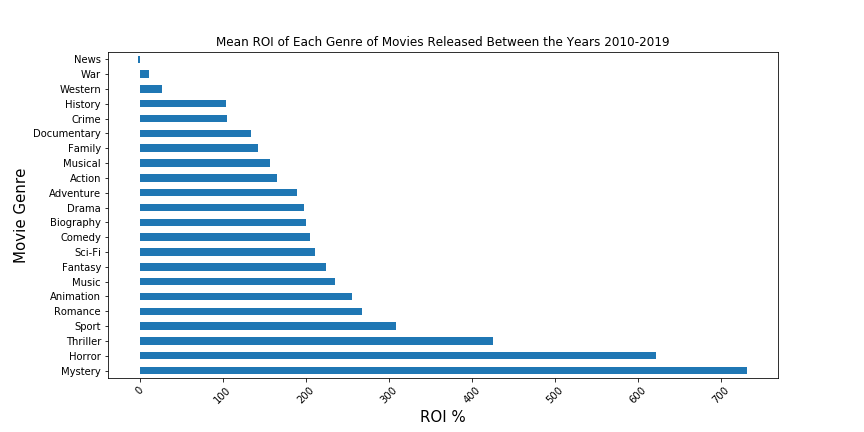 Mean ROI of Each Genre of Movies Released Between the Years 2010-2019
Movie Genre
News
War
Western
History
Crime
Documentary
Family
Musical
Action
Adventure
Drama
Biography
Comedy
Sci-Fi
Fantasy
Music
Animation
Romance
Sport
Thriller
Horror
Mystery
0
100
200
300
400
500
600
700
ROI %